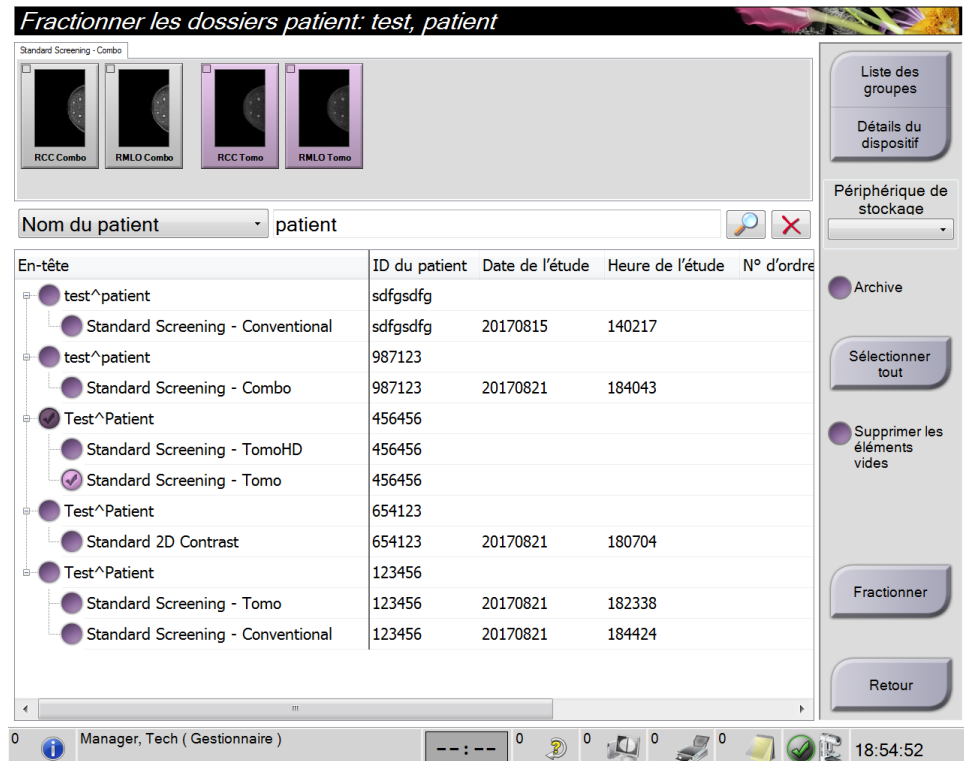 Fractionner les dossiers patient: test, patient
Standard Screening - Combo
RCC Combo RMLO Combo RCC Tomo RMLO Tomo
Nom du patient patient
En-tête ID du patient Date de l'étude Heure de l'étude N° d'ordre
test^patient sdfgsdfg
Standard Screening - Conventional sdfgsdfg 20170815 140217
test^patient 987123
Standard Screening - Combo 987123 20170821 184043
Test^Patient 456456
Standard Screening - TomoHD 456456
Standard Screening - Tomo 456456
Test^Patient 654123
Standard 2D Contrast 654123 20170821 180704
Test^Patient 123456
Standard Screening - Tomo 123456 20170821 182338
Standard Screening - Conventional 123456 20170821 184424
Liste des
groupes
Détails du
dispositif
Périphérique de
stockage
Archive
Sélectionner
tout
Supprimer les
éléments
vides
Fractionner
Retour
0 Manager, Tech ( Gestionnaire ) --:-- 0 0 0 0 18:54:52